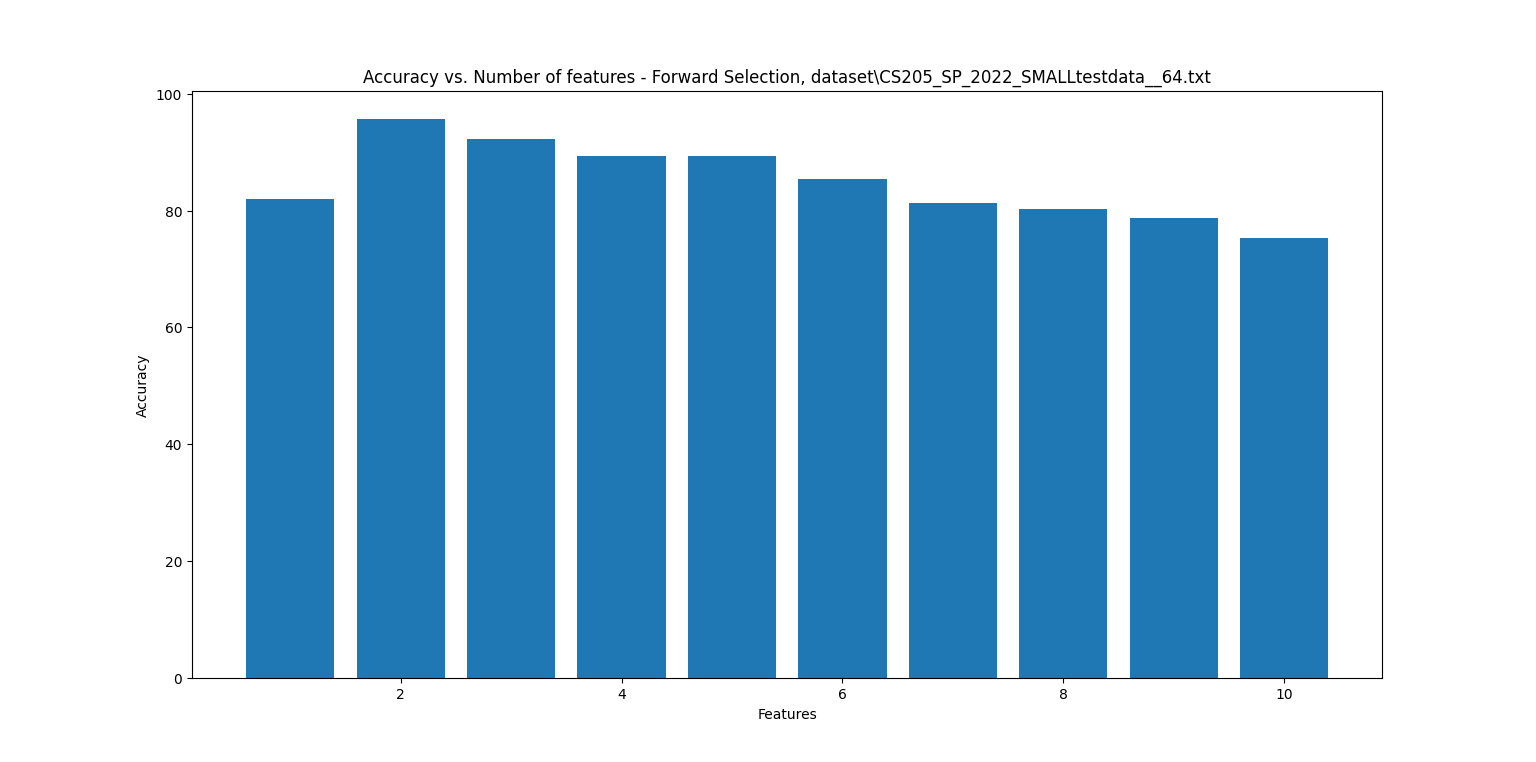 Accuracy vs. Number of features - Forward Selection, dataset\CS205_SP_2022_SMALLtestdata__64.txt
100
80
60
40
20
0
Accuracy
2 4 6 8 10
Features